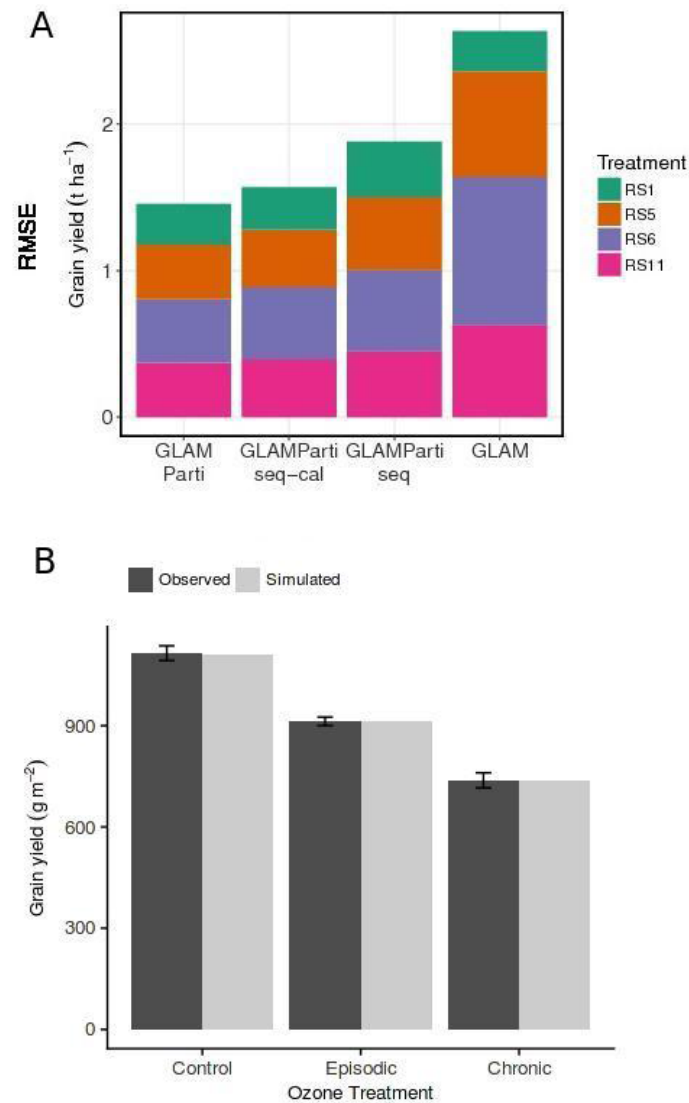 A
RMSE
Grain yield (t ha⁻¹)
2
1
0
GLAM
Parti
GLAMParti
seq−cal
GLAMParti
seq
GLAM
Treatment
RS1
RS5
RS6
RS11
B
Observed
Simulated
Grain yield (g m⁻²)
900
600
300
0
Control
Episodic
Chronic
Ozone Treatment